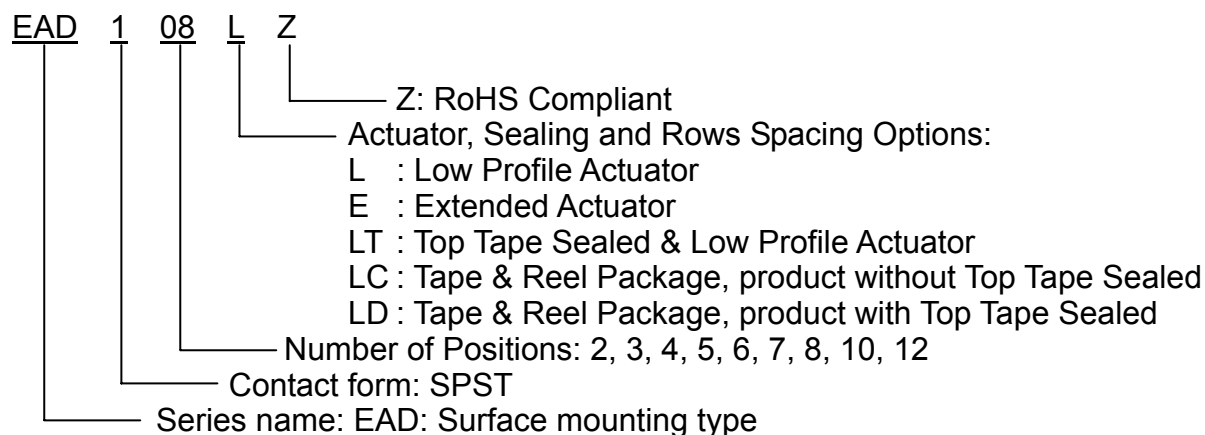 EAD 1 08 L Z
Z: RoHS Compliant
Actuator, Sealing and Rows Spacing Options:
L : Low Profile Actuator
E : Extended Actuator
LT : Top Tape Sealed & Low Profile Actuator
LC : Tape & Reel Package, product without Top Tape Sealed
LD : Tape & Reel Package, product with Top Tape Sealed
Number of Positions: 2, 3, 4, 5, 6, 7, 8, 10, 12
Contact form: SPST
Series name: EAD: Surface mounting type